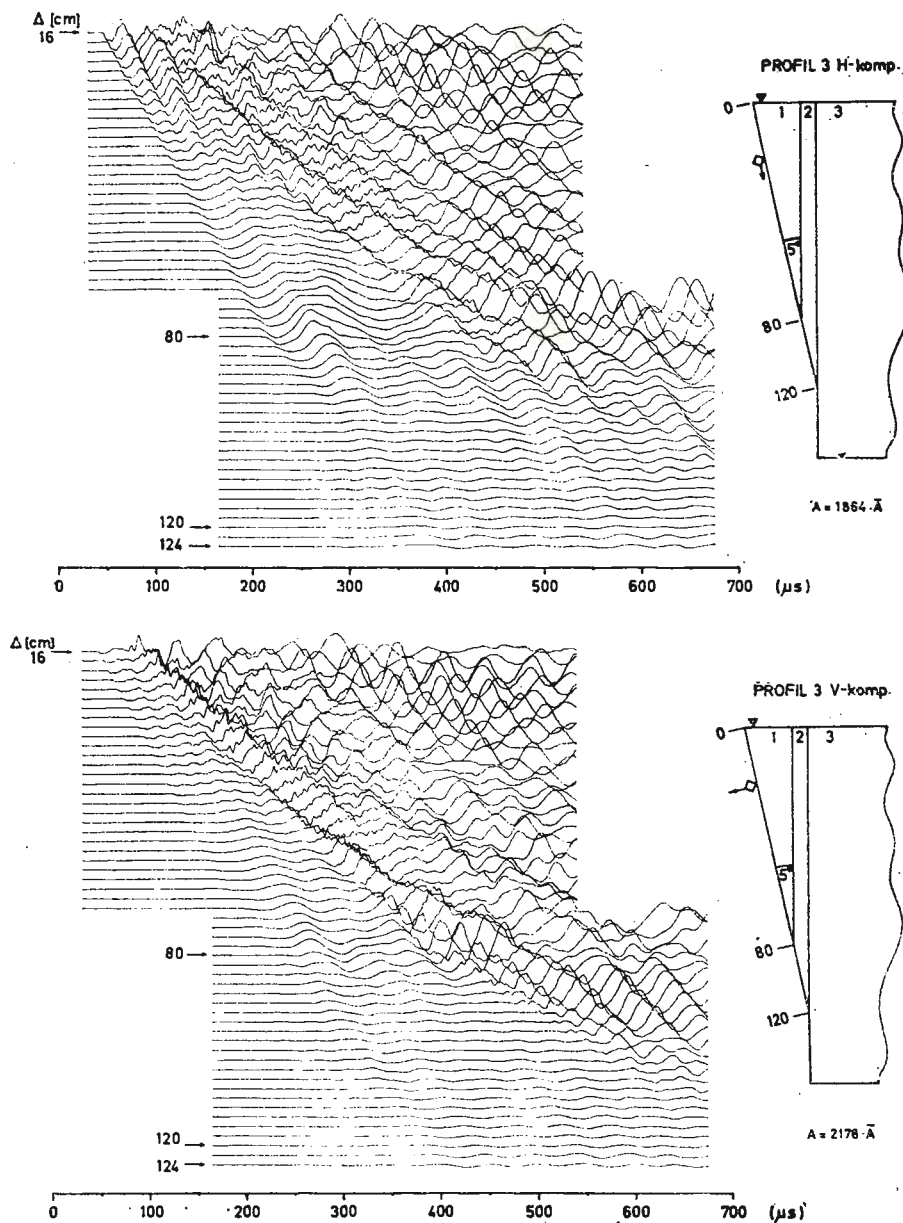 Δ [cm]
16
80
120
124
0 100 200 300 400 500 600 700 (μs)
PROFIL 3 H-komp.
0
1 2 3
5°
80
120
A = 1864 · A̅
Δ [cm]
16
80
120
124
0 100 200 300 400 500 600 700 (μs)
PROFIL 3 V-komp.
0
1 2 3
5°
80
120
A = 2178 · A̅